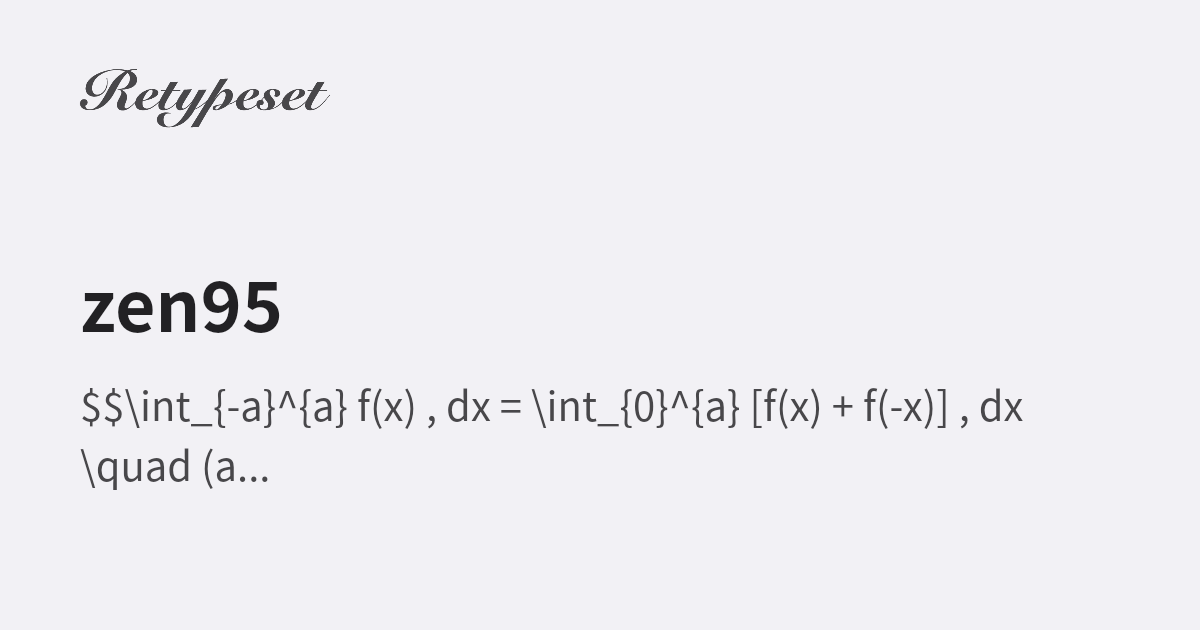 Retypeset
zen95
$$\int_{-a}^{a} f(x) , dx = \int_{0}^{a} [f(x) + f(-x)] , dx
\quad (a...